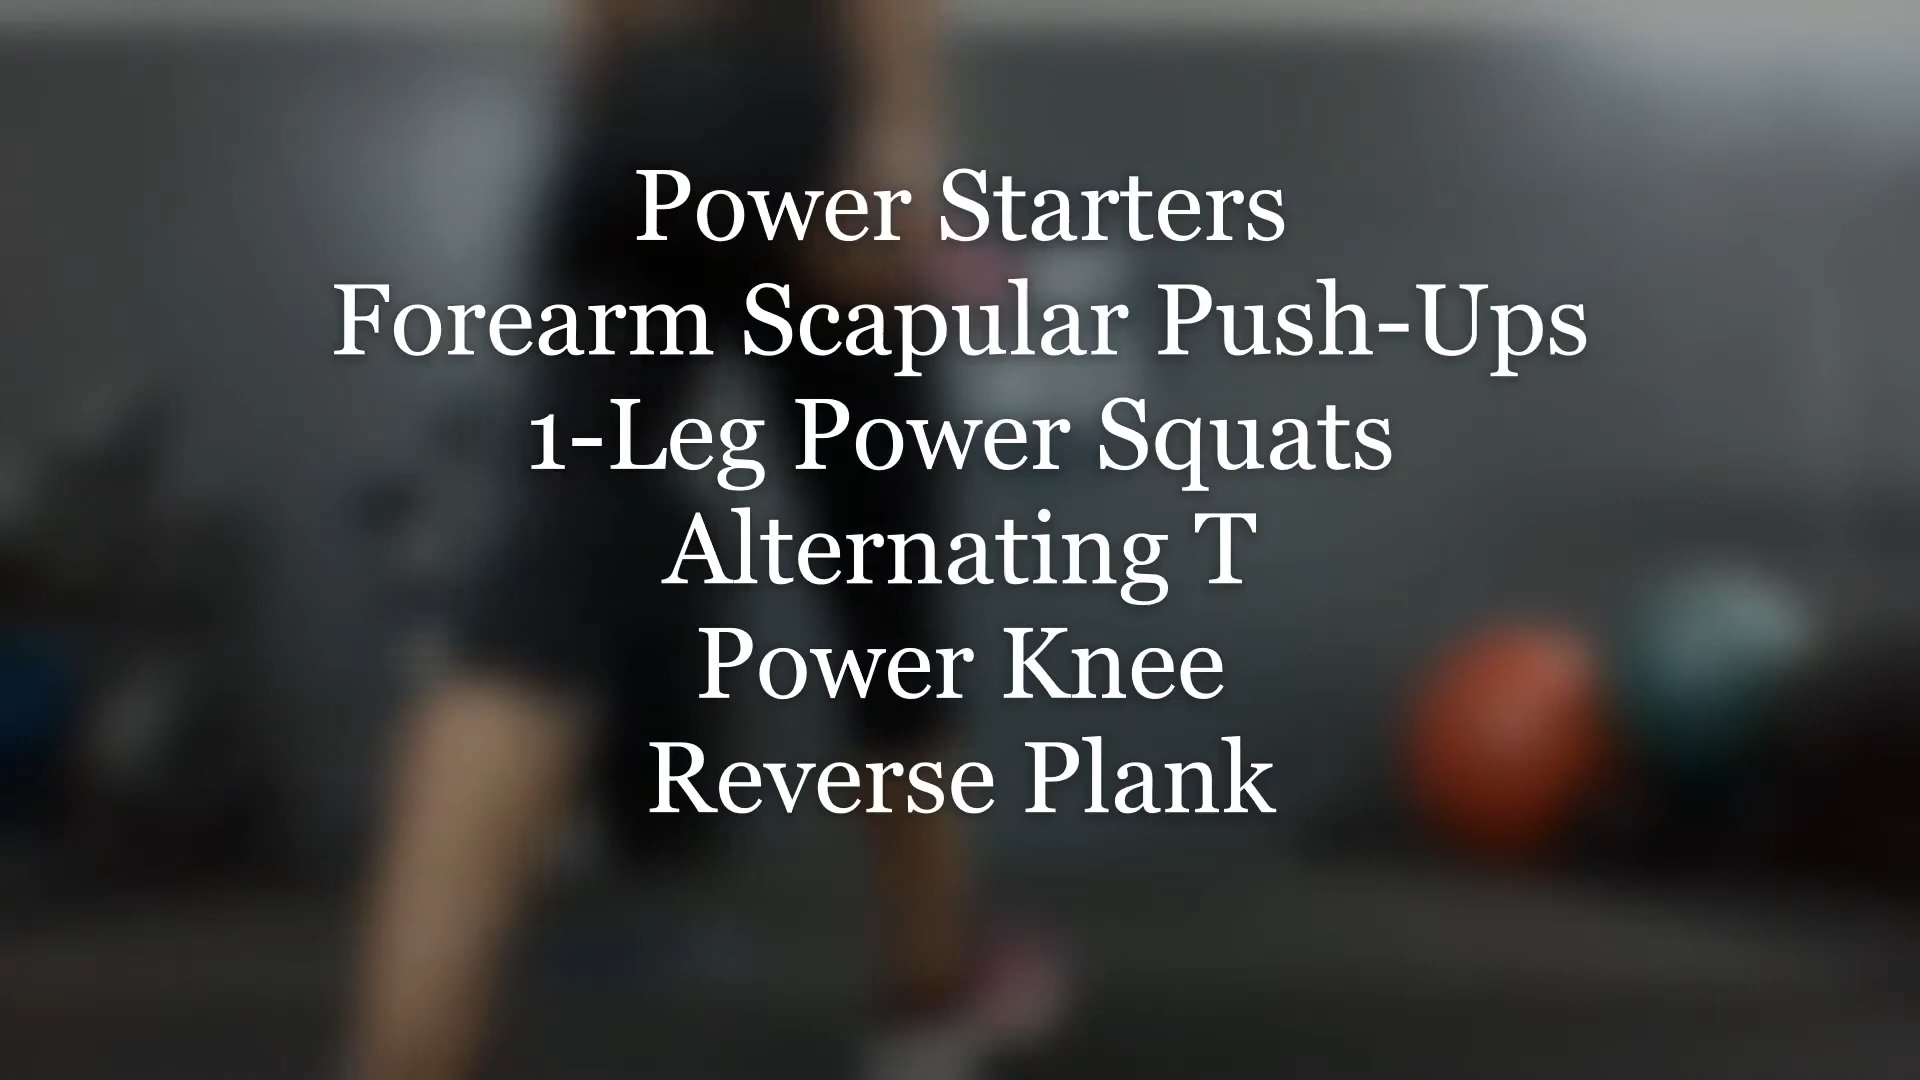 Power Starters
Forearm Scapular Push-Ups
1-Leg Power Squats
Alternating T
Power Knee
Reverse Plank